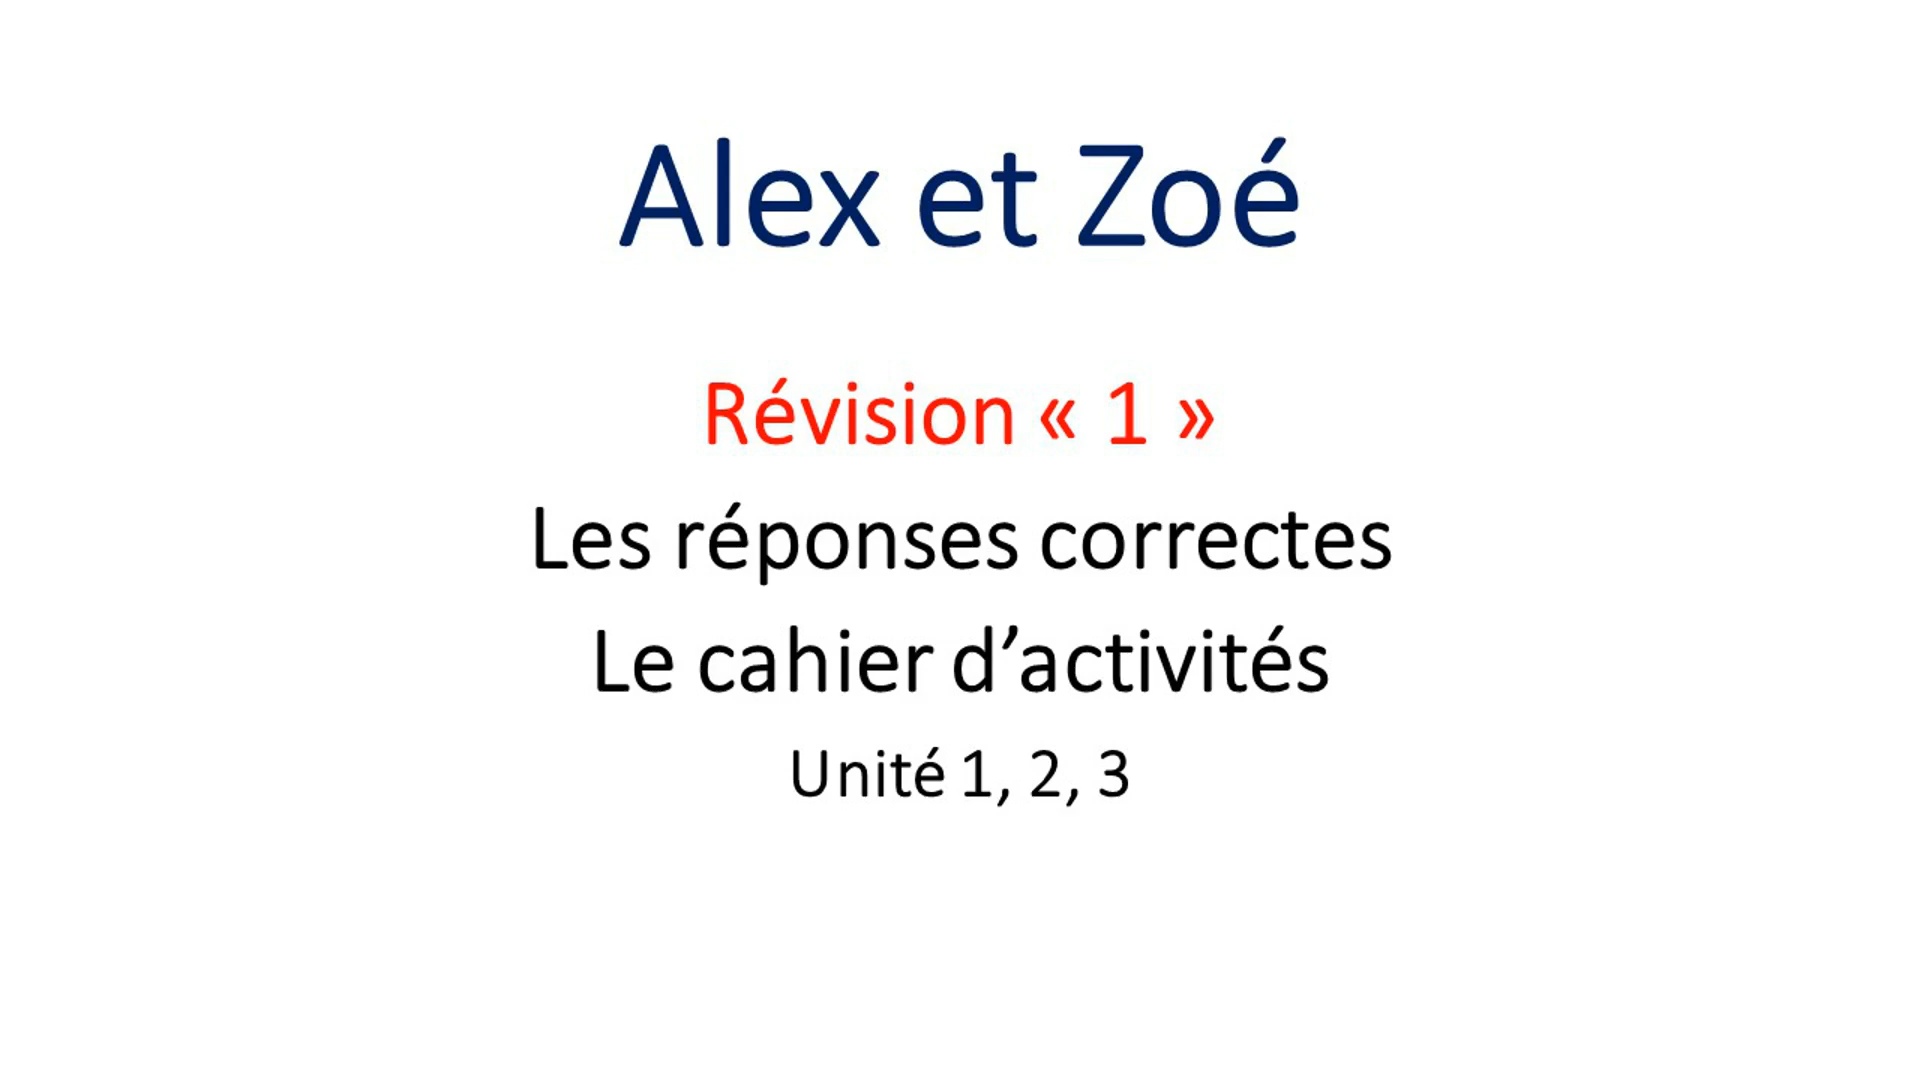 Alex et Zoé
Révision « 1 »
Les réponses correctes
Le cahier d’activités
Unité 1, 2, 3